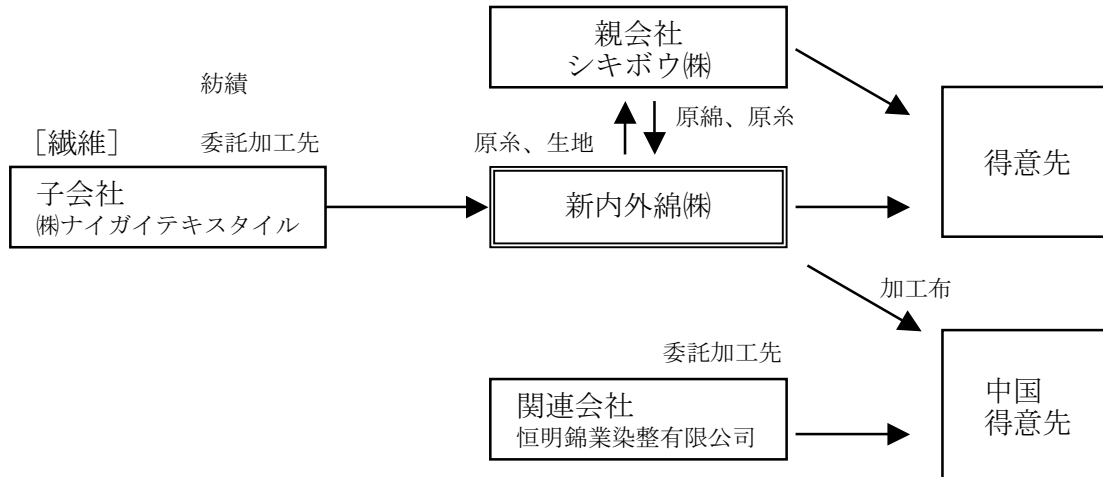 親会社
シキボウ㈱
紡績
原綿、原糸
［繊維］
委託加工先
原糸、生地
得意先
子会社
㈱ナイガイテキスタイル
新内外綿㈱
加工布
委託加工先
関連会社
恒明錦業染整有限公司
中国
得意先